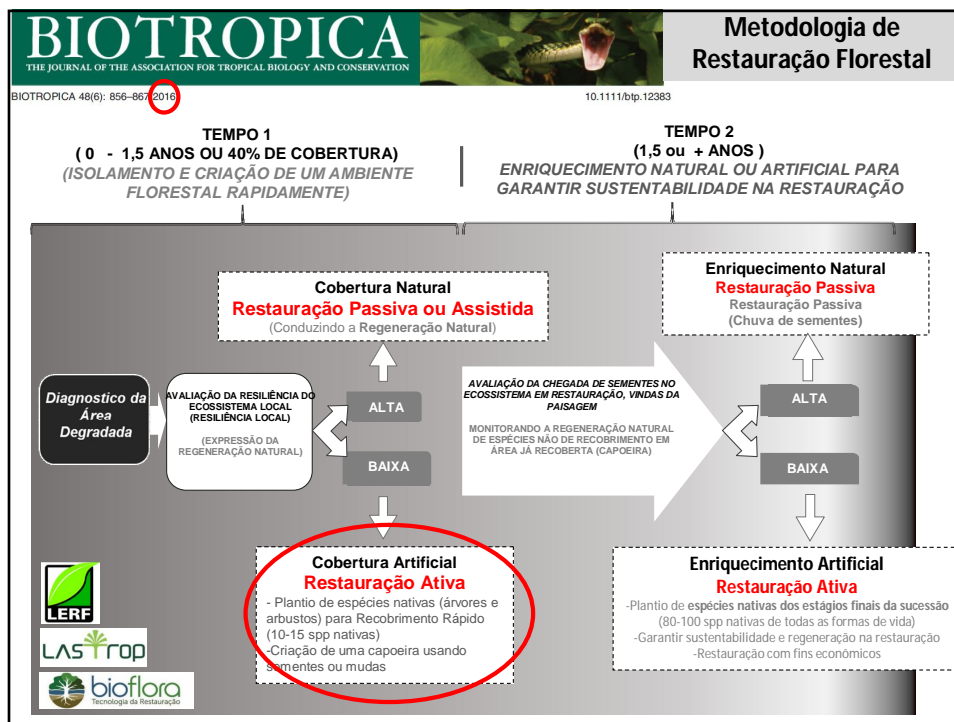 BIOTROPICA
THE JOURNAL OF THE ASSOCIATION FOR TROPICAL BIOLOGY AND CONSERVATION
Metodologia de
Restauração Florestal
BIOTROPICA 48(6): 856–867 2016
10.1111/btp.12383
TEMPO 1
( 0 - 1,5 ANOS OU 40% DE COBERTURA)
(ISOLAMENTO E CRIAÇÃO DE UM AMBIENTE
FLORESTAL RAPIDAMENTE)
TEMPO 2
(1,5 ou + ANOS )
ENRIQUECIMENTO NATURAL OU ARTIFICIAL PARA
GARANTIR SUSTENTABILIDADE NA RESTAURAÇÃO
Cobertura Natural
Restauração Passiva ou Assistida
(Conduzindo a Regeneração Natural)
Enriquecimento Natural
Restauração Passiva
Restauração Passiva
(Chuva de sementes)
Diagnostico da
Área
Degradada
AVALIAÇÃO DA RESILIÊNCIA DO
ECOSSISTEMA LOCAL
(RESILIÊNCIA LOCAL)
(EXPRESSÃO DA
REGENERAÇÃO NATURAL)
ALTA
BAIXA
AVALIAÇÃO DA CHEGADA DE SEMENTES NO
ECOSSISTEMA EM RESTAURAÇÃO, VINDAS DA
PAISAGEM
MONITORANDO A REGENERAÇÃO NATURAL
DE ESPÉCIES NÃO DE RECOBRIMENTO EM
ÁREA JÁ RECOBERTA (CAPOEIRA)
ALTA
BAIXA
Cobertura Artificial
Restauração Ativa
- Plantio de espécies nativas (árvores e
arbustos) para Recobrimento Rápido
(10-15 spp nativas)
-Criação de uma capoeira usando
sementes ou mudas
Enriquecimento Artificial
Restauração Ativa
-Plantio de espécies nativas dos estágios finais da sucessão
(80-100 spp nativas de todas as formas de vida)
-Garantir sustentabilidade e regeneração na restauração
-Restauração com fins econômicos
LERF
LASTROP
bioflora
Tecnologia da Restauração